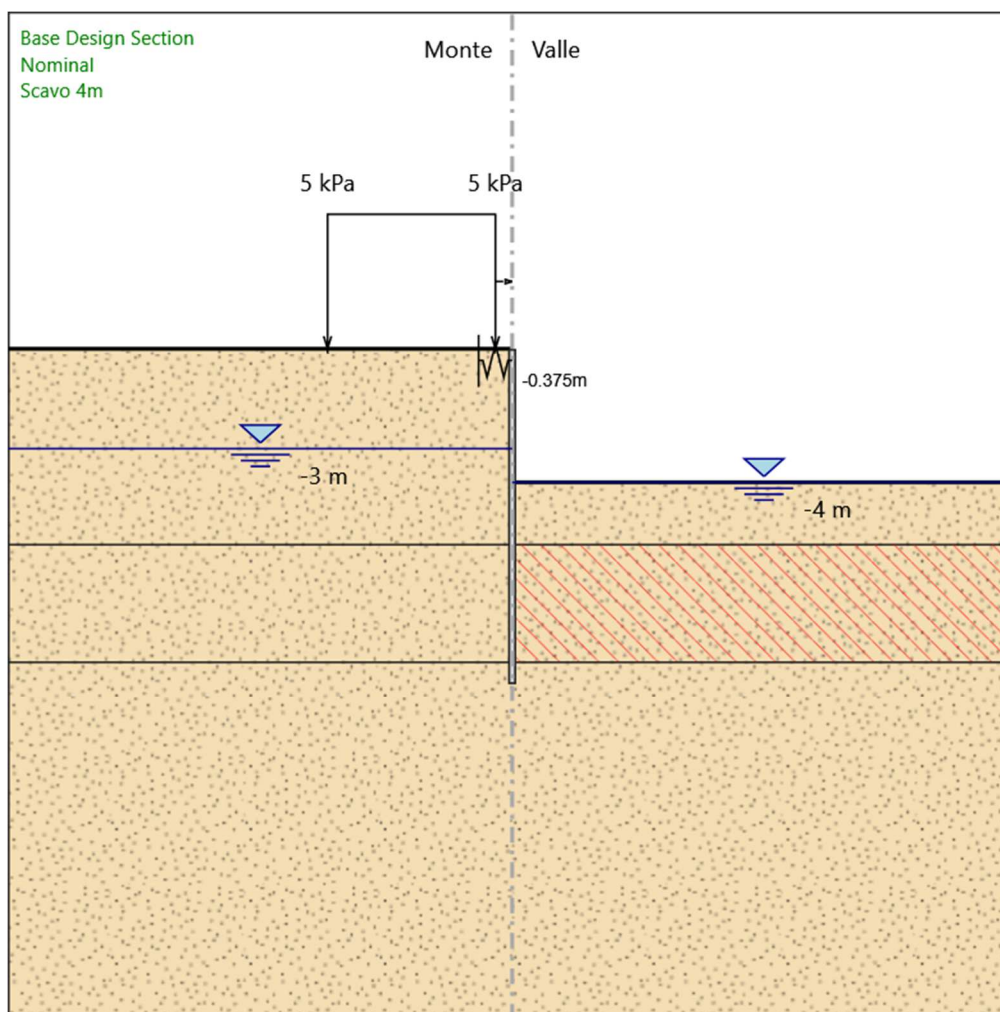 Base Design Section
Nominal
Scavo 4m
Monte
Valle
5 kPa
5 kPa
-0.375m
-3 m
-4 m